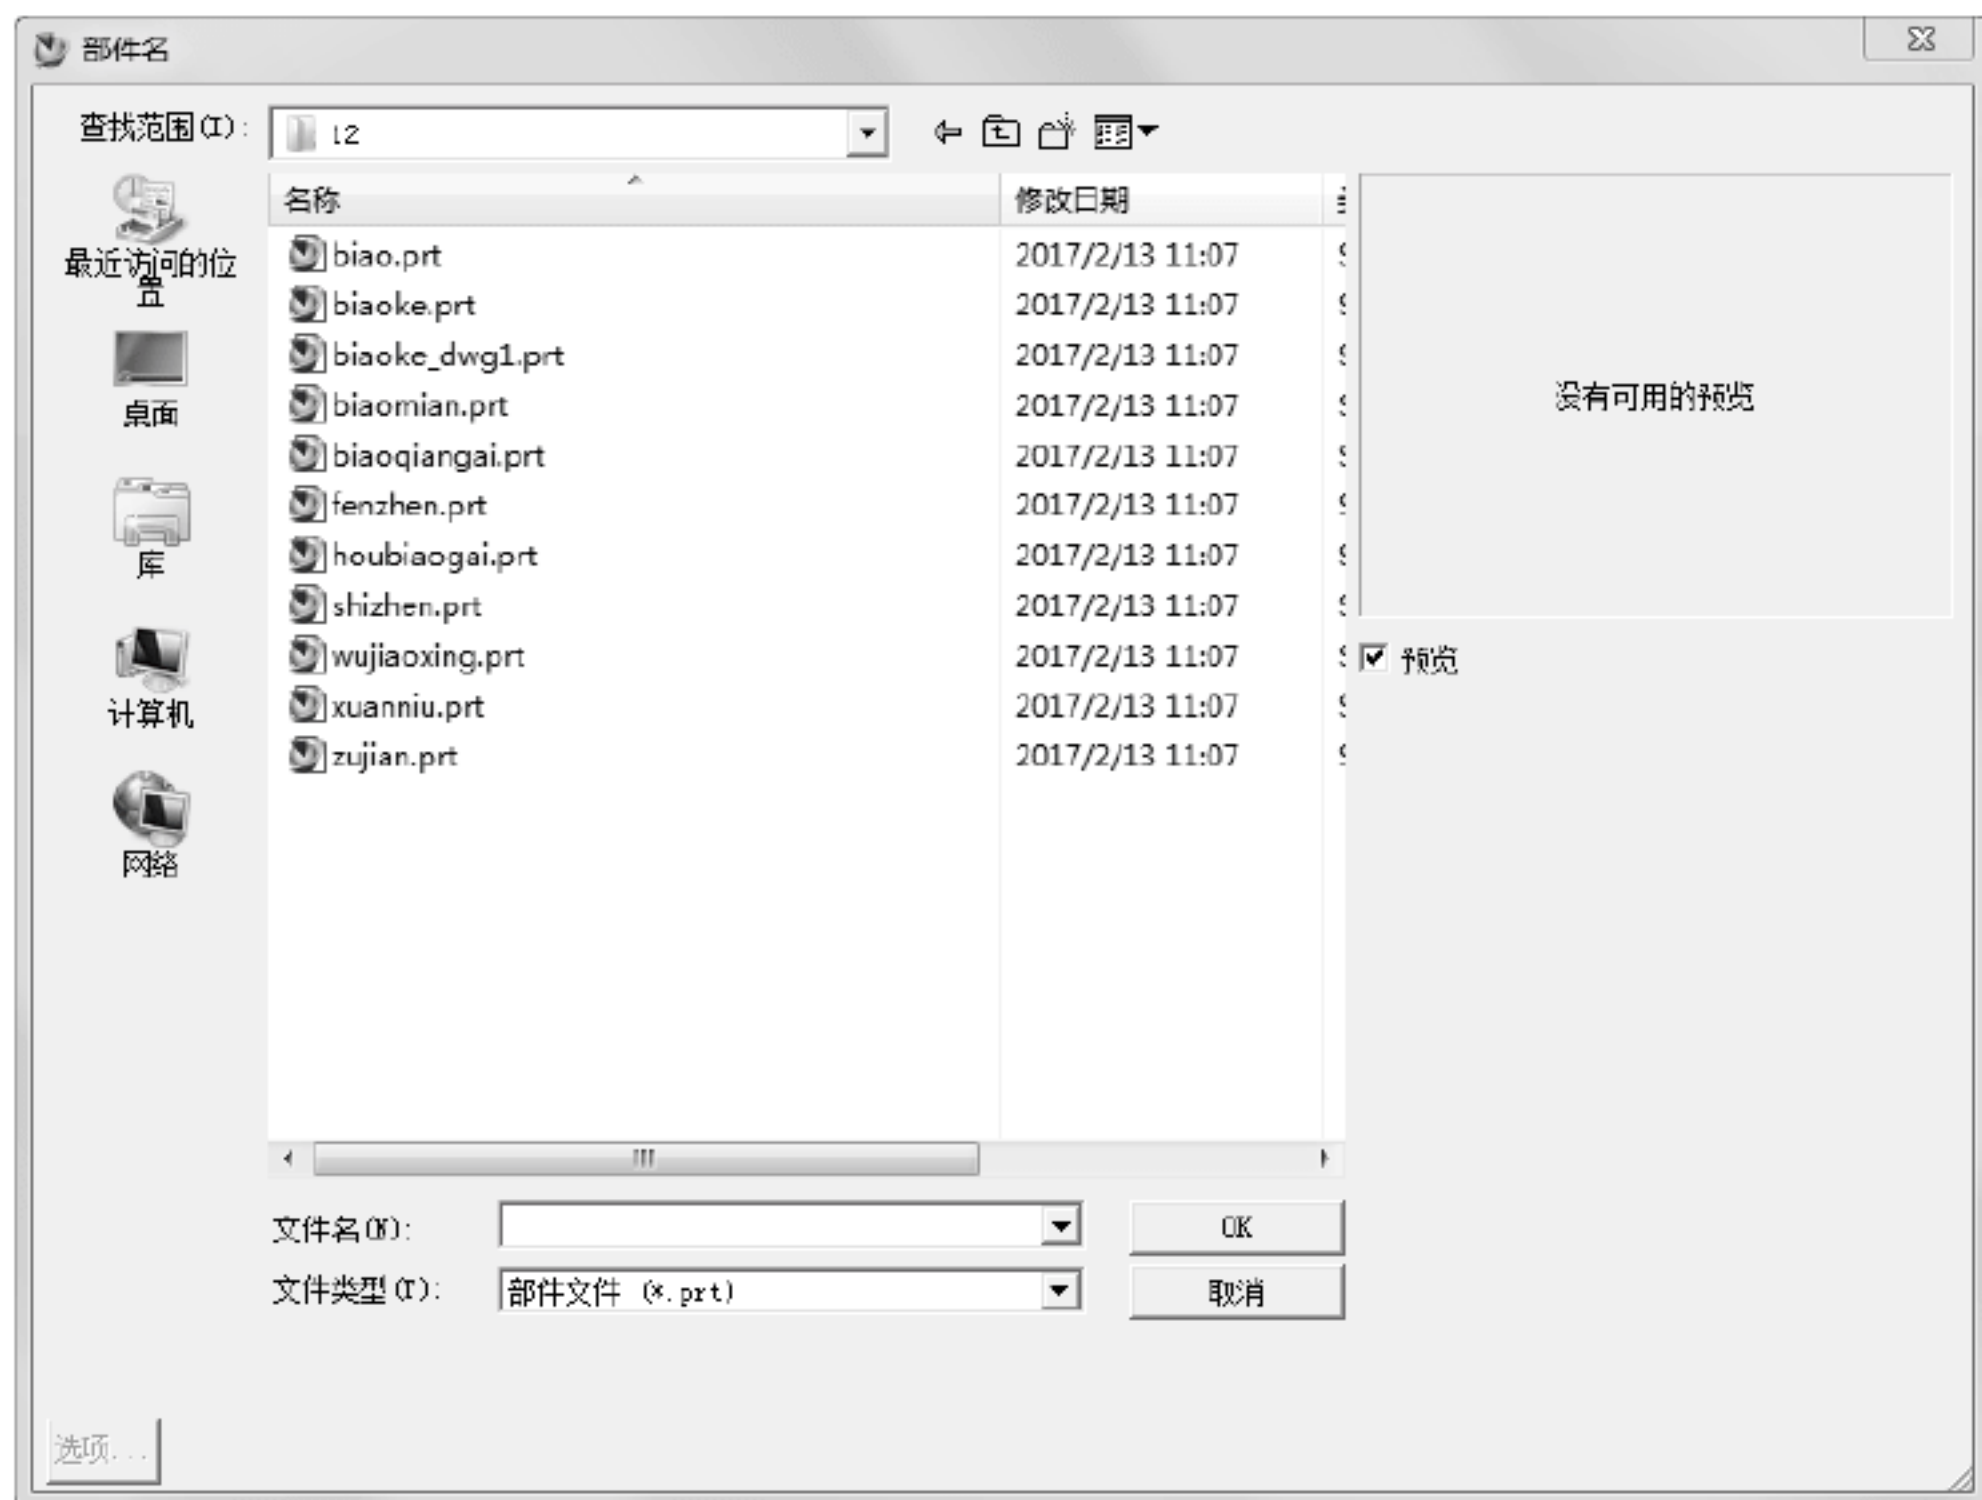 部件名
查找范围(I): 12
名称 修改日期
biao.prt 2017/2/13 11:07
biaoke.prt 2017/2/13 11:07
biaoke_dwg1.prt 2017/2/13 11:07
biaomian.prt 2017/2/13 11:07
biaoqiangai.prt 2017/2/13 11:07
fenzhen.prt 2017/2/13 11:07
houbiaogai.prt 2017/2/13 11:07
shizhen.prt 2017/2/13 11:07
wujiaoxing.prt 2017/2/13 11:07
xuanniu.prt 2017/2/13 11:07
zujian.prt 2017/2/13 11:07
最近访问的位
置
桌面
库
计算机
网络
没有可用的预览
预览
文件名(N): OK
文件类型(T): 部件文件 (*.prt) 取消
选项...